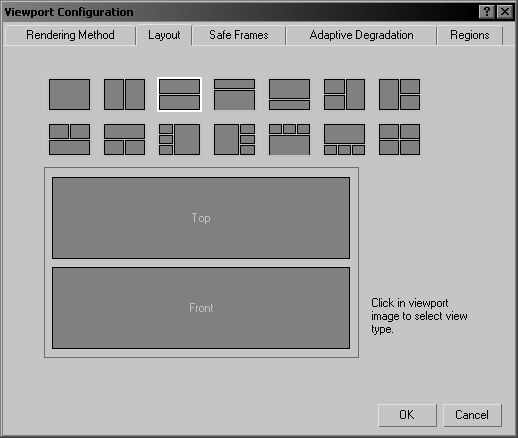 Viewport Configuration
Rendering Method Layout Safe Frames Adaptive Degradation Regions
Top
Front
Click in viewport
image to select view
type.
OK Cancel